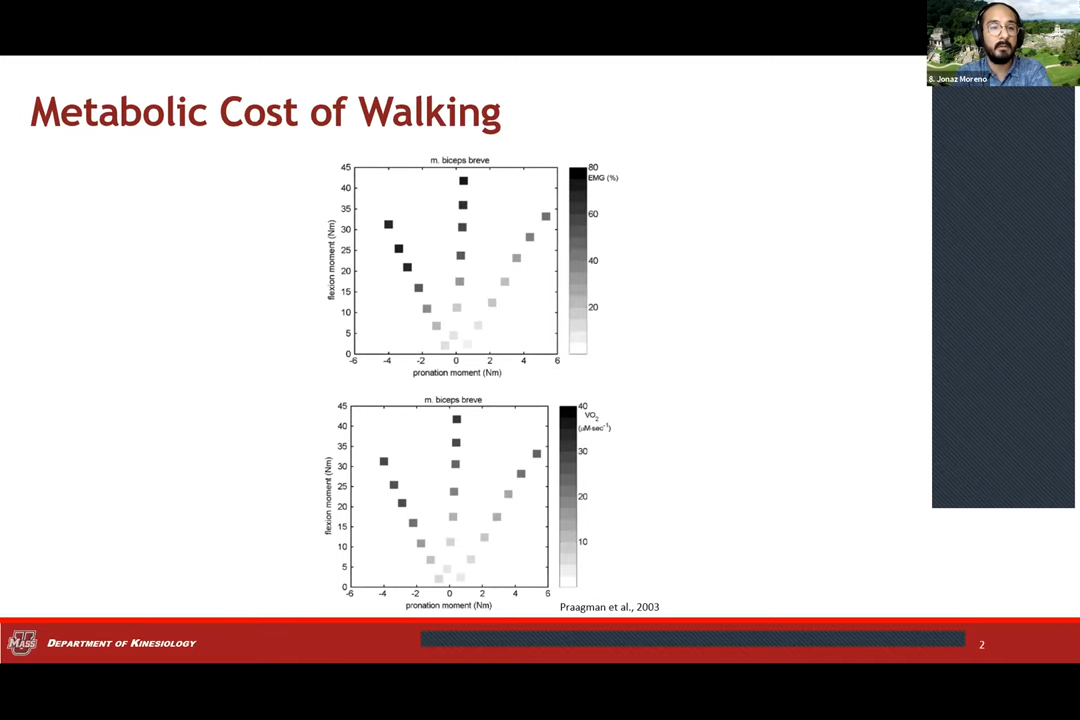 8. Jonaz Moreno
Metabolic Cost of Walking
m. biceps breve
flexion moment (Nm)
45
40
35
30
25
20
15
10
5
0
-6 -4 -2 0 2 4 6
pronation moment (Nm)
80
EMG (%)
60
40
20
m. biceps breve
flexion moment (Nm)
45
40
35
30
25
20
15
10
5
0
-6 -4 -2 0 2 4 6
pronation moment (Nm)
40
VO2
(μM·sec-1)
30
20
10
Praagman et al., 2003
UMASS
DEPARTMENT OF KINESIOLOGY
2